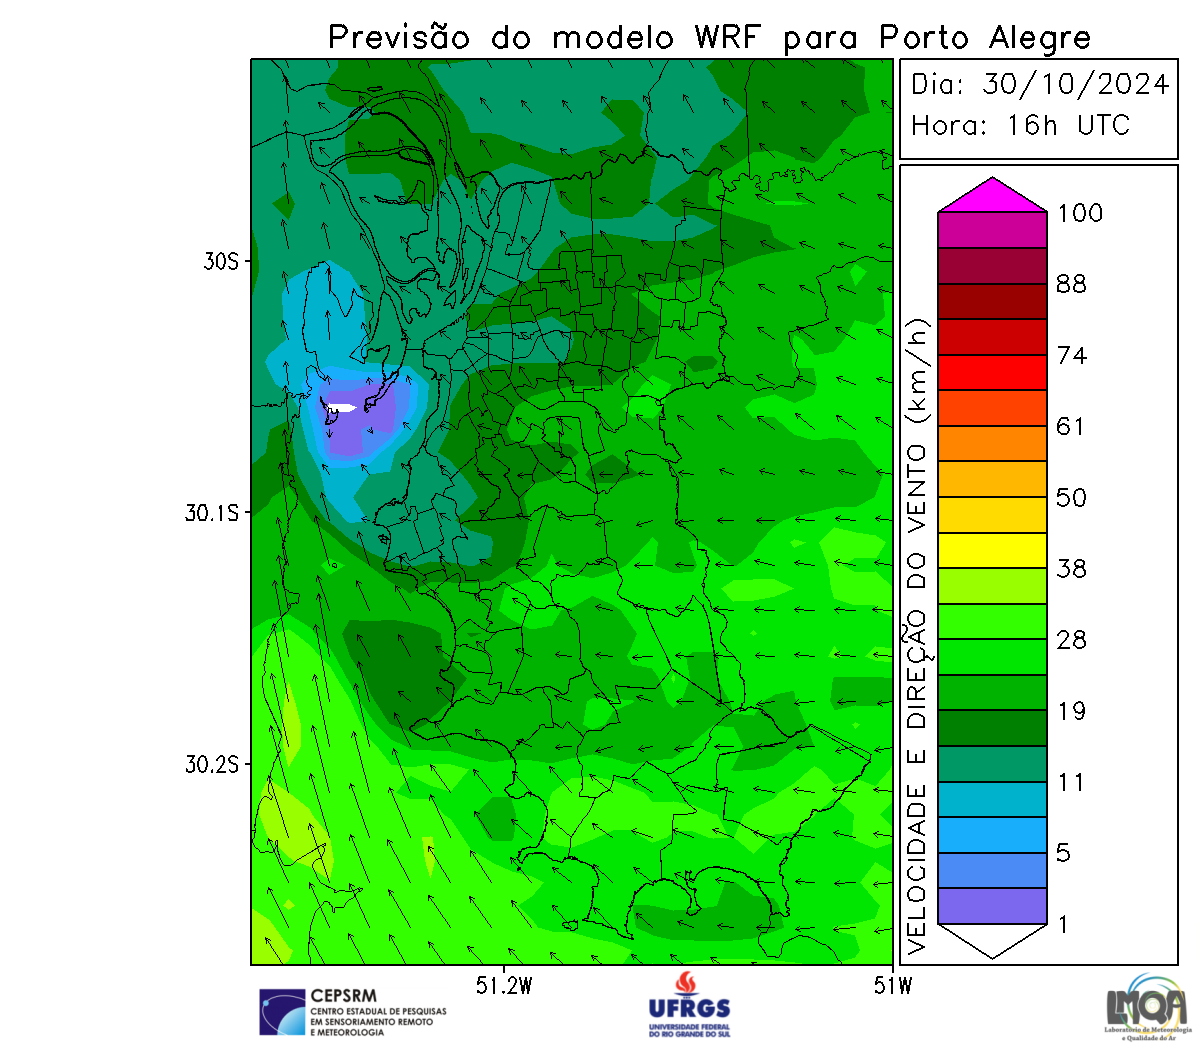 Previsão do modelo WRF para Porto Alegre
Dia: 30/10/2024
Hora: 16h UTC
30S
30.1S
30.2S
51.2W
51W
VELOCIDADE E DIREÇÃO DO VENTO (km/h)
100
88
74
61
50
38
28
19
11
5
1
CEPSRM
CENTRO ESTADUAL DE PESQUISAS
EM SENSORIAMENTO REMOTO
E METEOROLOGIA
UFRGS
UNIVERSIDADE FEDERAL
DO RIO GRANDE DO SUL
LMQA
Laboratório de Meteorologia
e Qualidade do Ar